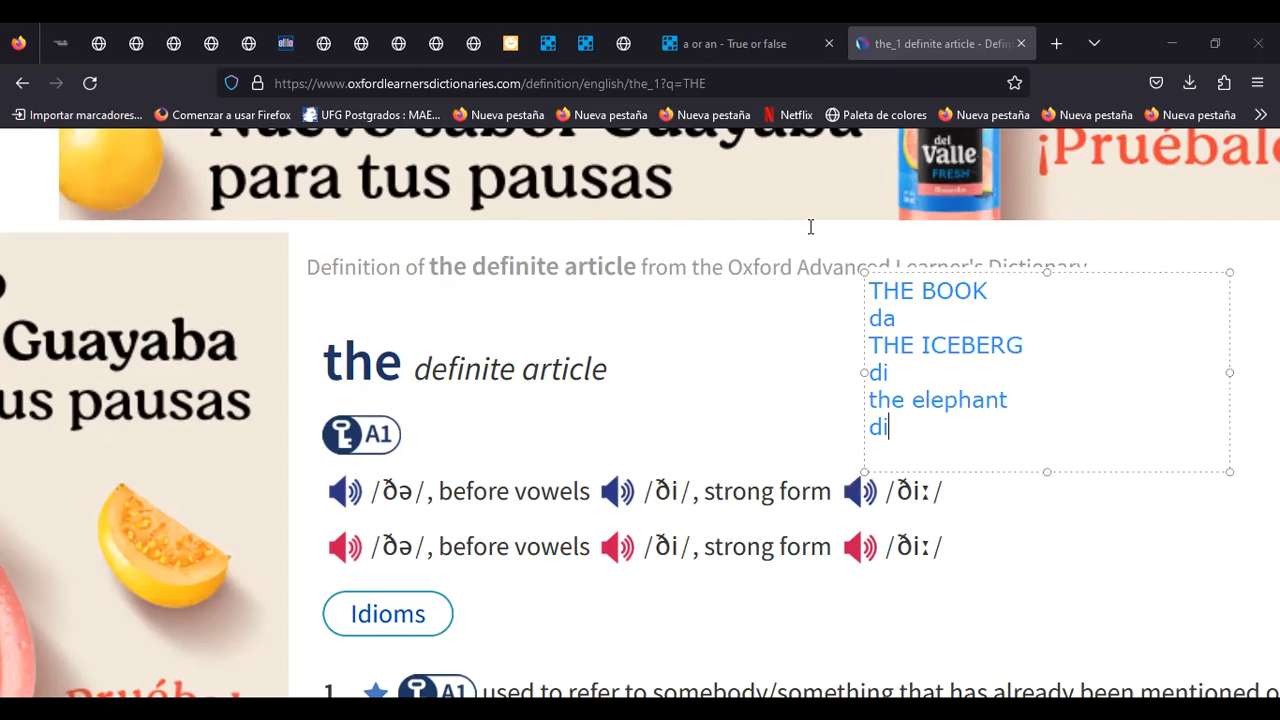 a or an - True or false
the_1 definite article - Defin
https://www.oxfordlearnersdictionaries.com/definition/english/the_1?q=THE
Importar marcadores... Comenzar a usar Firefox UFG Postgrados : MAE... Nueva pestaña Nueva pestaña Nueva pestaña Netflix Paleta de colores Nueva pestaña Nueva pestaña Nueva pestaña
Nuevo sabor Guayaba
para tus pausas
del Valle
FRESH
¡Pruébalo
Definition of the definite article from the Oxford Advanced Learner's Dictionary
THE BOOK
da
THE ICEBERG
di
the elephant
di
Guayaba
us pausas
the definite article
A1
/ðə/, before vowels /ði/, strong form /ðiː/
/ðə/, before vowels /ði/, strong form /ðiː/
Idioms
1 A1 used to refer to somebody/something that has already been mentioned o